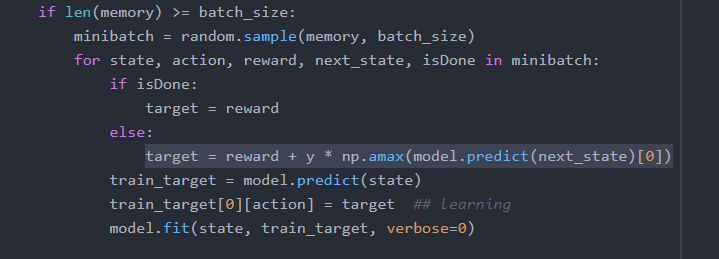 if len(memory) >= batch_size:
minibatch = random.sample(memory, batch_size)
for state, action, reward, next_state, isDone in minibatch:
if isDone:
target = reward
else:
target = reward + y * np.amax(model.predict(next_state)[0])
train_target = model.predict(state)
train_target[0][action] = target  ## learning
model.fit(state, train_target, verbose=0)